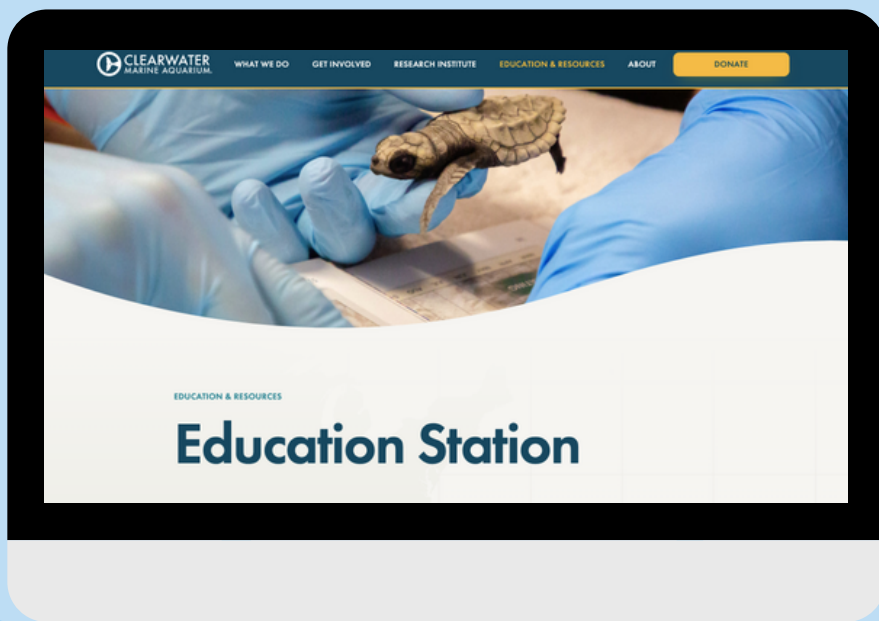 CLEARWATER
MARINE AQUARIUM.
WHAT WE DO
GET INVOLVED
RESEARCH INSTITUTE
EDUCATION & RESOURCES
ABOUT
DONATE
EDUCATION & RESOURCES
Education Station